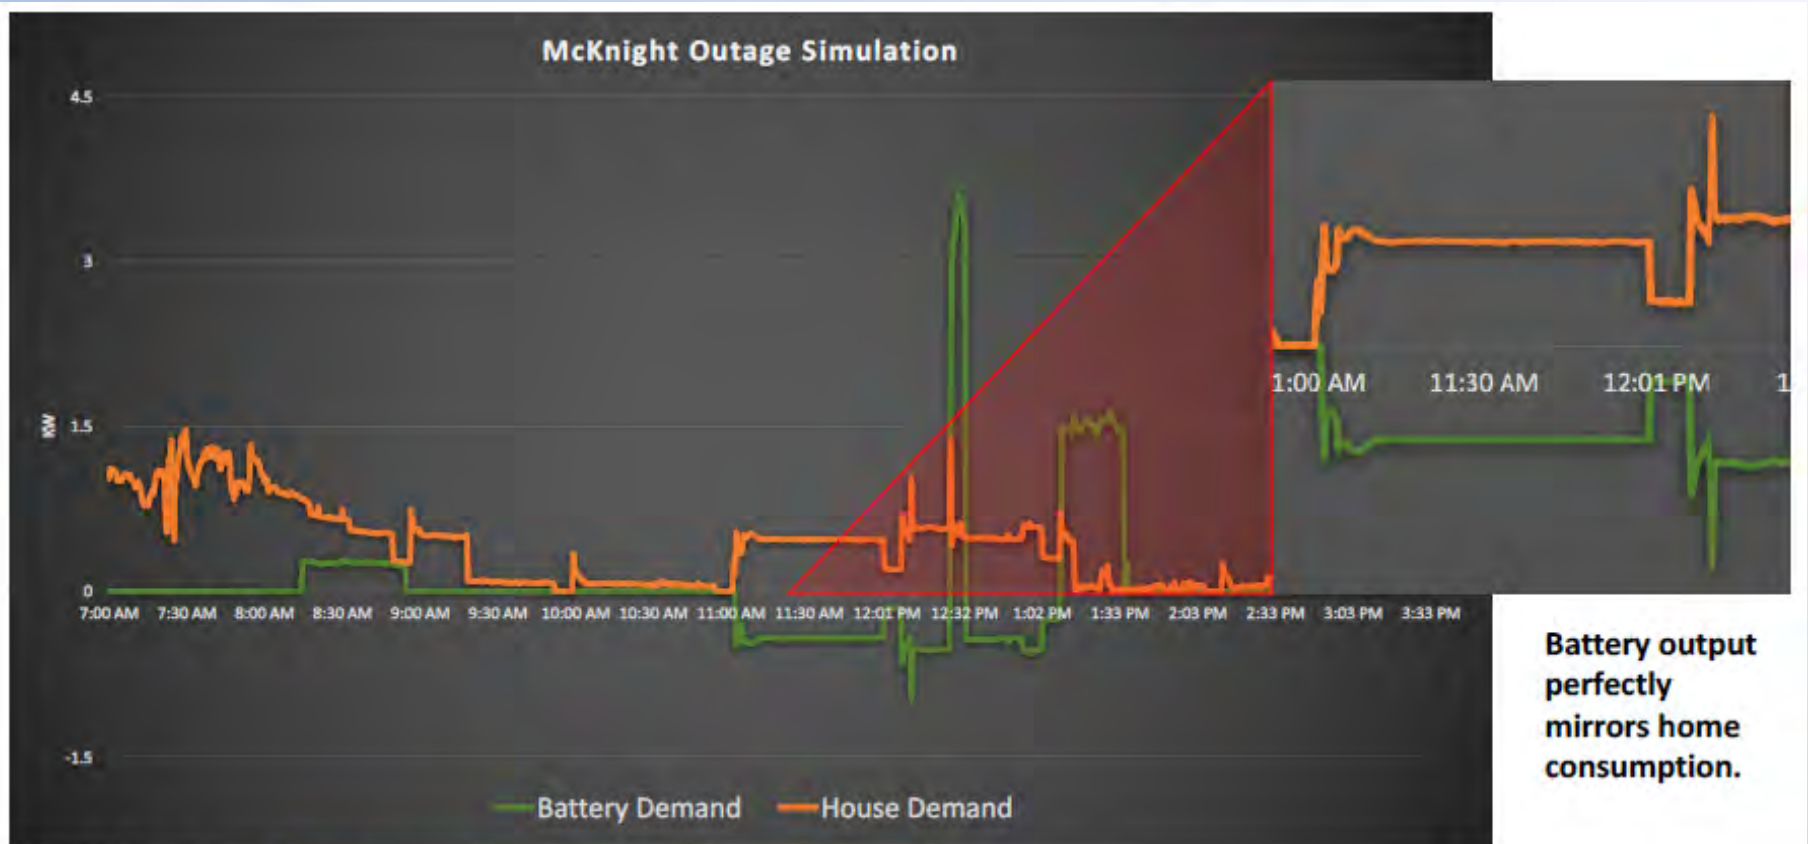 McKnight Outage Simulation
4.5
3
1.5
0
-1.5
KW
7:00 AM 7:30 AM 8:00 AM 8:30 AM 9:00 AM 9:30 AM 10:00 AM 10:30 AM 11:00 AM 11:30 AM 12:01 PM 12:32 PM 1:02 PM 1:33 PM 2:03 PM 2:33 PM 3:03 PM 3:33 PM
1:00 AM 11:30 AM 12:01 PM 1
Battery Demand House Demand
Battery output
perfectly
mirrors home
consumption.